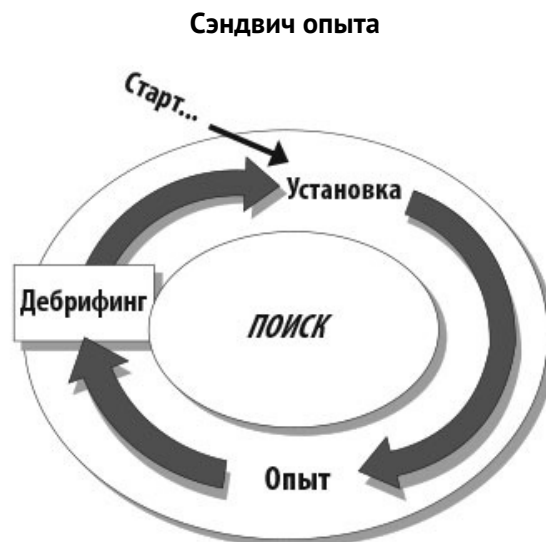 Сэндвич опыта
Старт...
Установка
Дебрифинг
ПОИСК
Опыт